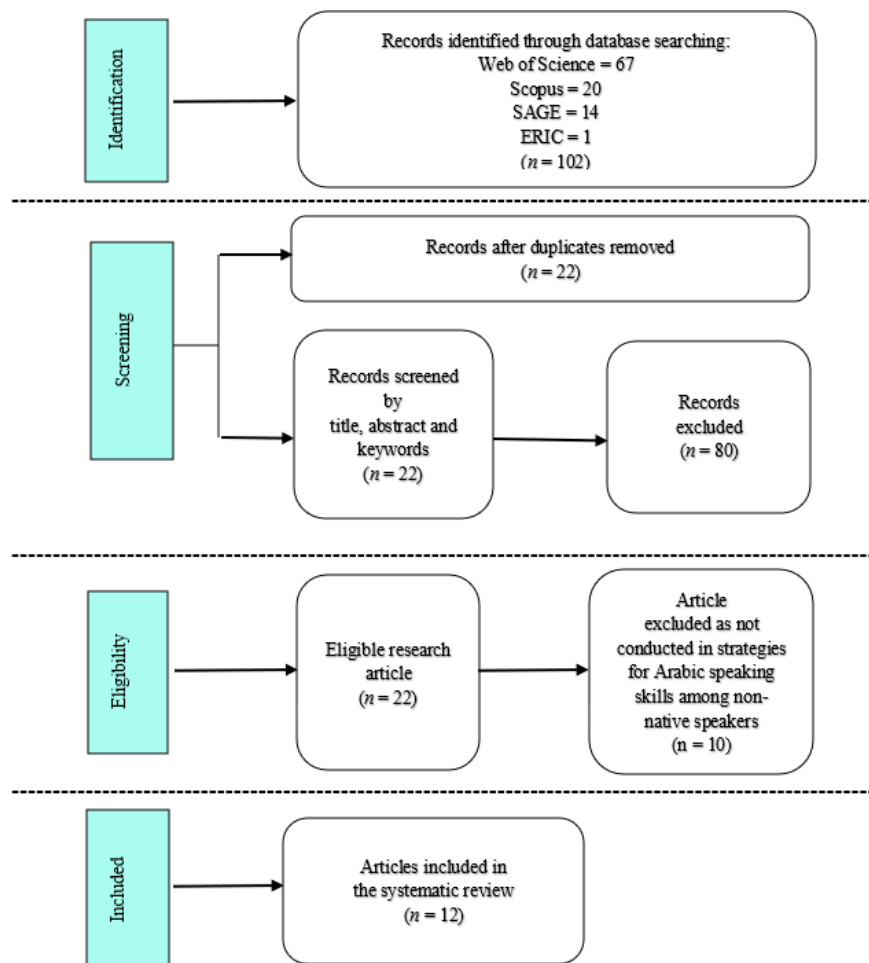 Identification
Records identified through database searching:
Web of Science = 67
Scopus = 20
SAGE = 14
ERIC = 1
(n = 102)
Screening
Records after duplicates removed
(n = 22)
Records screened
by
title, abstract and
keywords
(n = 22)
Records
excluded
(n = 80)
Eligibility
Eligible research
article
(n = 22)
Article
excluded as not
conducted in strategies
for Arabic speaking
skills among non-
native speakers
(n = 10)
Included
Articles included in
the systematic review
(n = 12)